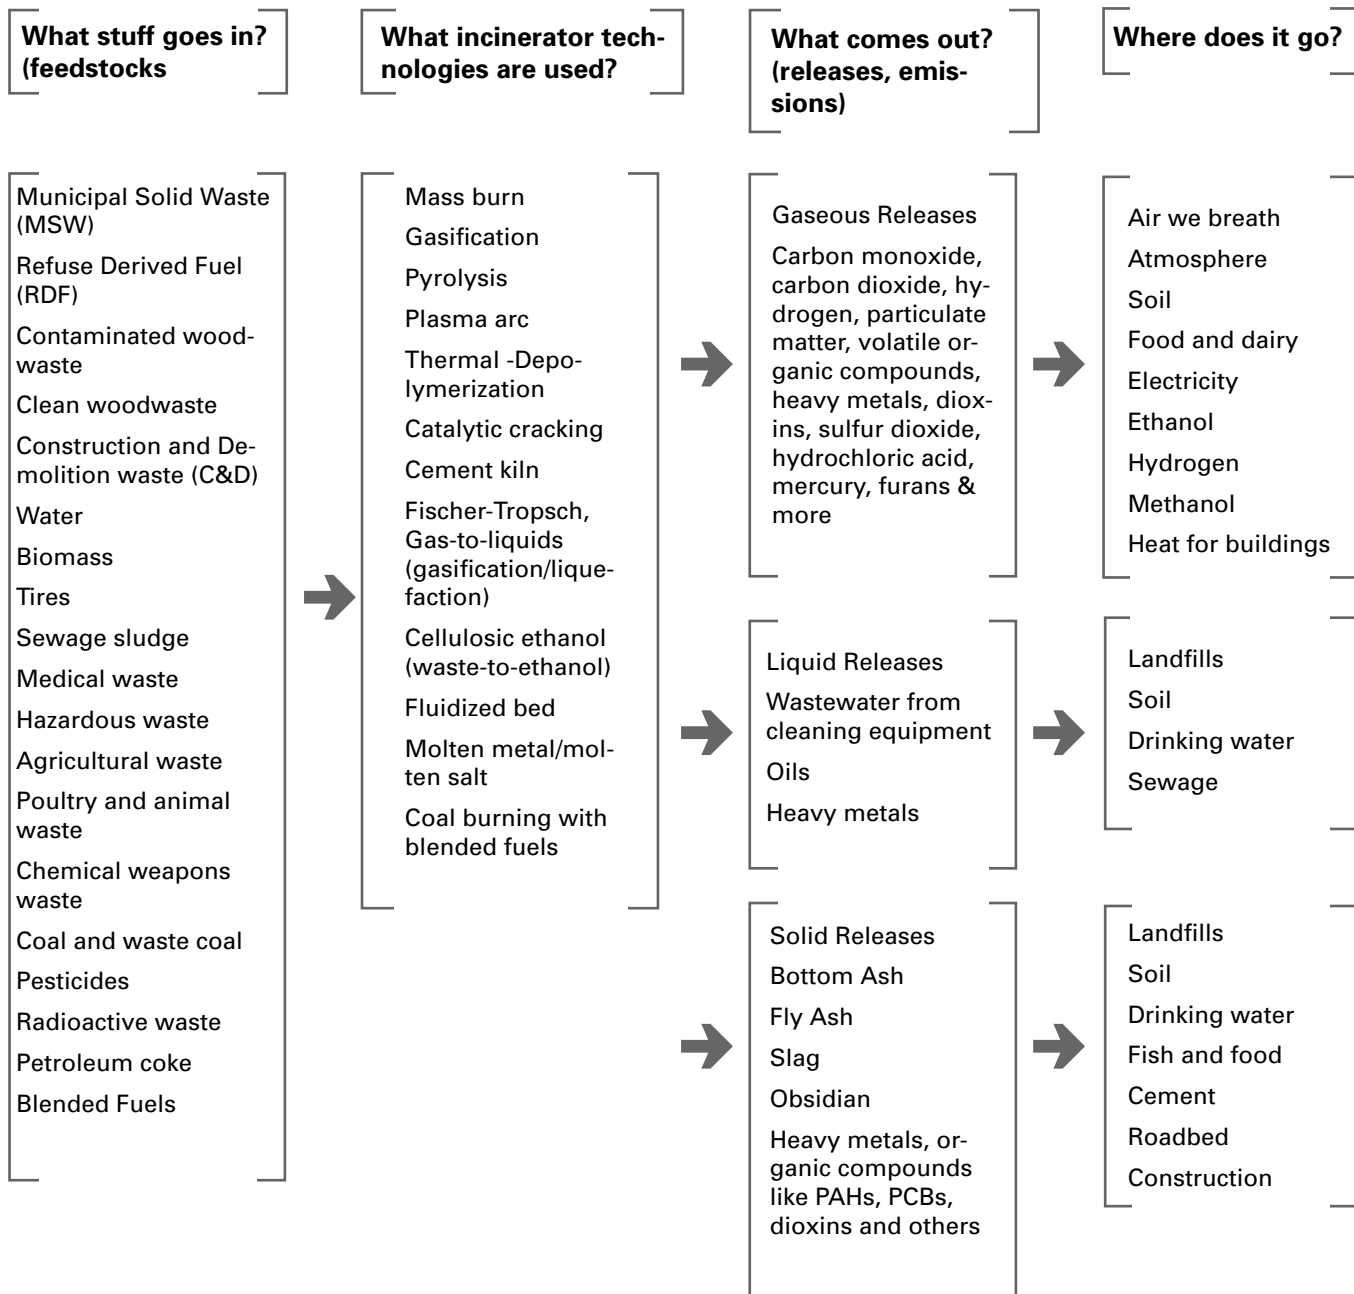 What stuff goes in?
(feedstocks
What incinerator tech-
nologies are used?
What comes out?
(releases, emis-
sions)
Where does it go?
Municipal Solid Waste
(MSW)
Refuse Derived Fuel
(RDF)
Contaminated wood-
waste
Clean woodwaste
Construction and De-
molition waste (C&D)
Water
Biomass
Tires
Sewage sludge
Medical waste
Hazardous waste
Agricultural waste
Poultry and animal
waste
Chemical weapons
waste
Coal and waste coal
Pesticides
Radioactive waste
Petroleum coke
Blended Fuels
Mass burn
Gasification
Pyrolysis
Plasma arc
Thermal -Depo-
lymerization
Catalytic cracking
Cement kiln
Fischer-Tropsch,
Gas-to-liquids
(gasification/lique-
faction)
Cellulosic ethanol
(waste-to-ethanol)
Fluidized bed
Molten metal/mol-
ten salt
Coal burning with
blended fuels
Gaseous Releases
Carbon monoxide,
carbon dioxide, hy-
drogen, particulate
matter, volatile or-
ganic compounds,
heavy metals, diox-
ins, sulfur dioxide,
hydrochloric acid,
mercury, furans &
more
Air we breath
Atmosphere
Soil
Food and dairy
Electricity
Ethanol
Hydrogen
Methanol
Heat for buildings
Liquid Releases
Wastewater from
cleaning equipment
Oils
Heavy metals
Landfills
Soil
Drinking water
Sewage
Solid Releases
Bottom Ash
Fly Ash
Slag
Obsidian
Heavy metals, or-
ganic compounds
like PAHs, PCBs,
dioxins and others
Landfills
Soil
Drinking water
Fish and food
Cement
Roadbed
Construction